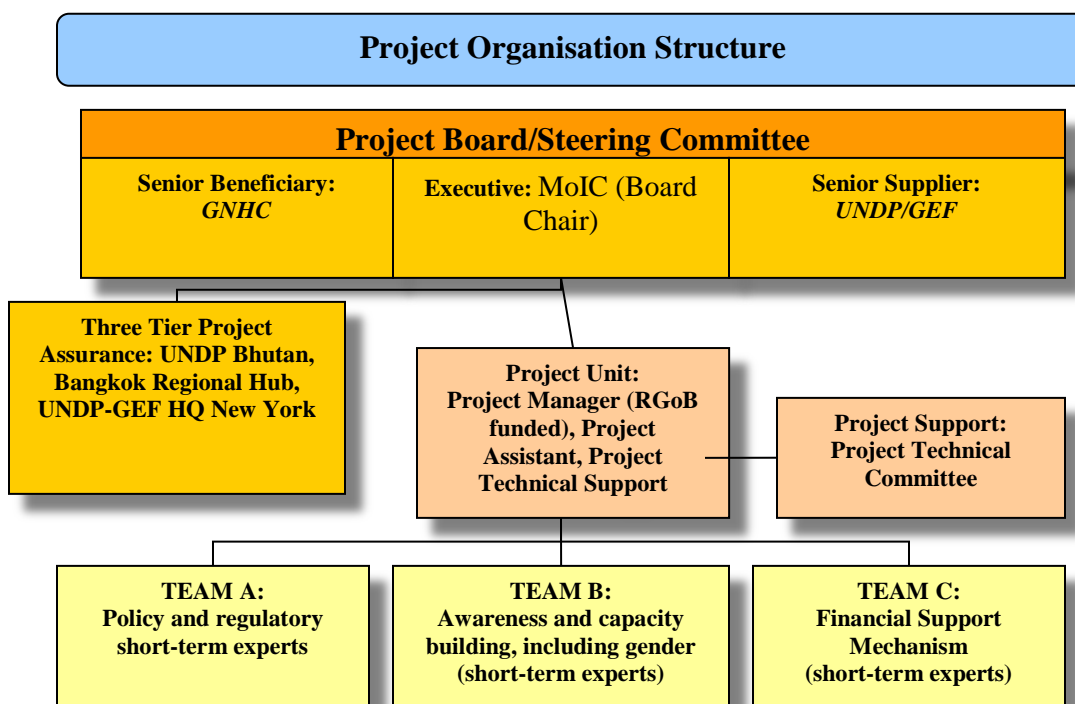 Project Organisation Structure
Project Board/Steering Committee
Senior Beneficiary:
GNHC
Executive: MoIC (Board
Chair)
Senior Supplier:
UNDP/GEF
Three Tier Project
Assurance: UNDP Bhutan,
Bangkok Regional Hub,
UNDP-GEF HQ New York
Project Unit:
Project Manager (RGoB
funded), Project
Assistant, Project
Technical Support
Project Support:
Project Technical
Committee
TEAM A:
Policy and regulatory
short-term experts
TEAM B:
Awareness and capacity
building, including gender
(short-term experts)
TEAM C:
Financial Support
Mechanism
(short-term experts)